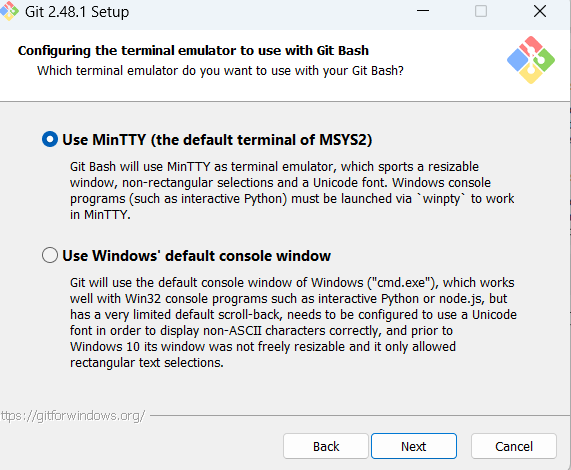 Git 2.48.1 Setup
Configuring the terminal emulator to use with Git Bash
Which terminal emulator do you want to use with your Git Bash?
Use MinTTY (the default terminal of MSYS2)
Git Bash will use MinTTY as terminal emulator, which sports a resizable
window, non-rectangular selections and a Unicode font. Windows console
programs (such as interactive Python) must be launched via `winpty` to work
in MinTTY.
Use Windows' default console window
Git will use the default console window of Windows ("cmd.exe"), which works
well with Win32 console programs such as interactive Python or node.js, but
has a very limited default scroll-back, needs to be configured to use a Unicode
font in order to display non-ASCII characters correctly, and prior to
Windows 10 its window was not freely resizable and it only allowed
rectangular text selections.
ttps://gitforwindows.org/
Back
Next
Cancel